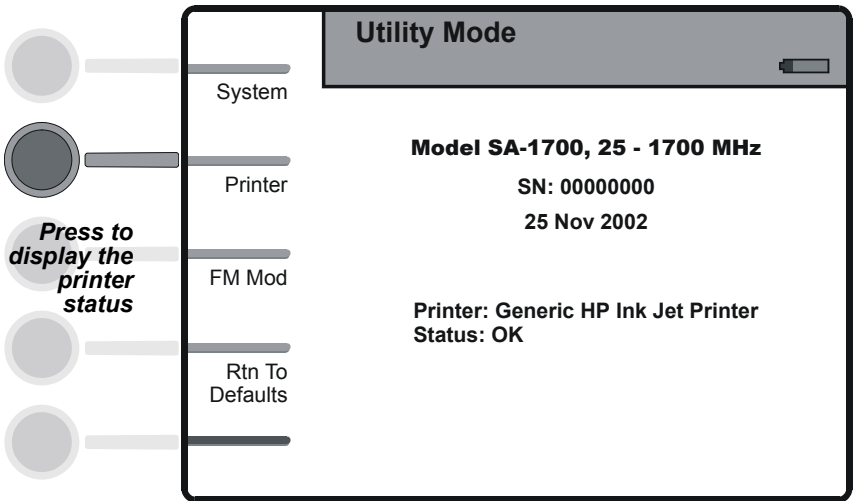 Utility Mode
System
Printer
Press to
display the
printer
status
FM Mod
Rtn To
Defaults
Model SA-1700, 25 - 1700 MHz
SN: 00000000
25 Nov 2002
Printer: Generic HP Ink Jet Printer
Status: OK